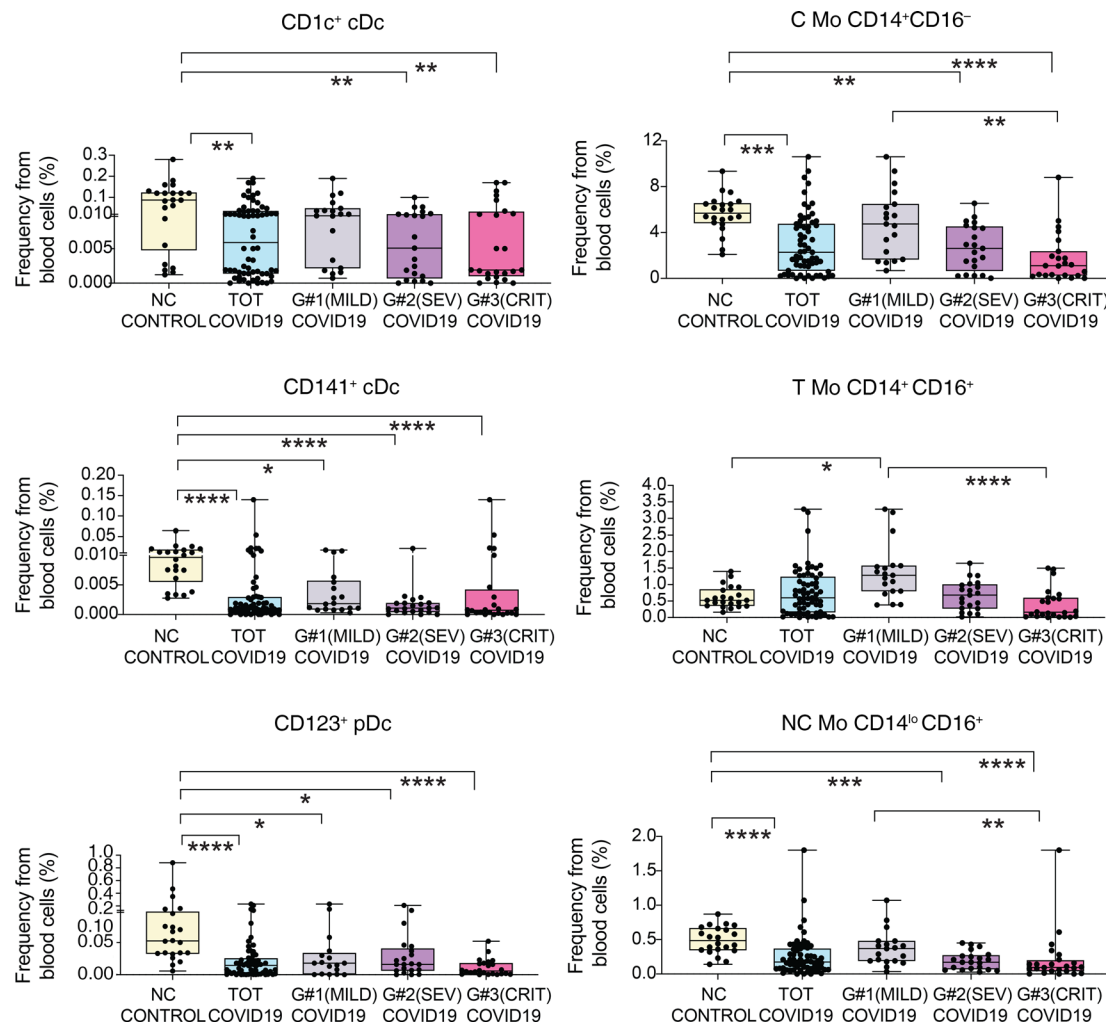 CD1c⁺ cDc
**
**
**
Frequency from
blood cells (%)
0.3
0.1
0.010
0.005
0.000
NC
CONTROL
TOT
COVID19
G#1(MILD)
COVID19
G#2(SEV)
COVID19
G#3(CRIT)
COVID19
C Mo CD14⁺CD16⁻
****
**
**
***
Frequency from
blood cells (%)
12
8
4
0
NC
CONTROL
TOT
COVID19
G#1(MILD)
COVID19
G#2(SEV)
COVID19
G#3(CRIT)
COVID19
CD141⁺ cDc
****
****
*
****
Frequency from
blood cells (%)
0.20
0.15
0.10
0.05
0.010
0.005
0.000
NC
CONTROL
TOT
COVID19
G#1(MILD)
COVID19
G#2(SEV)
COVID19
G#3(CRIT)
COVID19
T Mo CD14⁺ CD16⁺
*
****
Frequency from
blood cells (%)
4.0
3.5
3.0
2.5
2.0
1.5
1.0
0.5
0
NC
CONTROL
TOT
COVID19
G#1(MILD)
COVID19
G#2(SEV)
COVID19
G#3(CRIT)
COVID19
CD123⁺ pDc
****
*
*
****
Frequency from
blood cells (%)
1.0
0.8
0.6
0.4
0.2
0.10
0.05
0.00
NC
CONTROL
TOT
COVID19
G#1(MILD)
COVID19
G#2(SEV)
COVID19
G#3(CRIT)
COVID19
NC Mo CD14ˡᵒ CD16⁺
****
***
**
****
Frequency from
blood cells (%)
2.0
1.5
1.0
0.5
0
NC
CONTROL
TOT
COVID19
G#1(MILD)
COVID19
G#2(SEV)
COVID19
G#3(CRIT)
COVID19